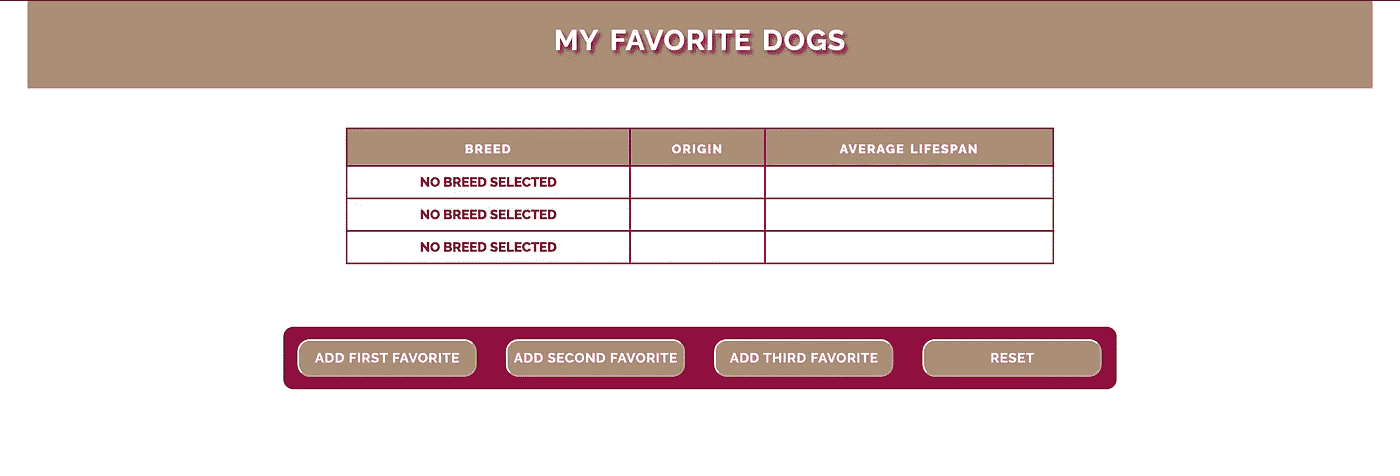 MY FAVORITE DOGS
BREED ORIGIN AVERAGE LIFESPAN
NO BREED SELECTED
NO BREED SELECTED
NO BREED SELECTED
ADD FIRST FAVORITE ADD SECOND FAVORITE ADD THIRD FAVORITE RESET